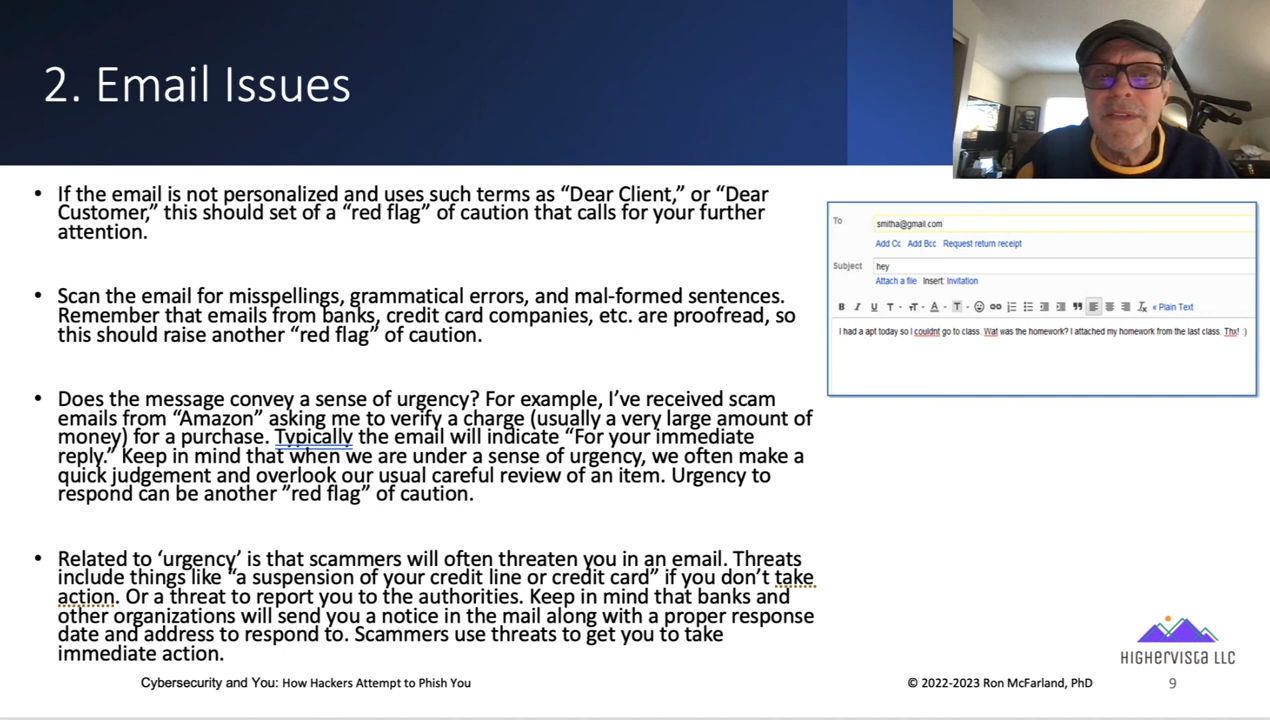 2. Email Issues
• If the email is not personalized and uses such terms as “Dear Client,” or “Dear
Customer,” this should set of a “red flag” of caution that calls for your further
attention.
• Scan the email for misspellings, grammatical errors, and mal-formed sentences.
Remember that emails from banks, credit card companies, etc. are proofread, so
this should raise another “red flag” of caution.
• Does the message convey a sense of urgency? For example, I’ve received scam
emails from “Amazon” asking me to verify a charge (usually a very large amount of
money) for a purchase. Typically the email will indicate “For your immediate
reply.” Keep in mind that when we are under a sense of urgency, we often make a
quick judgement and overlook our usual careful review of an item. Urgency to
respond can be another ”red flag” of caution.
• Related to ‘urgency’ is that scammers will often threaten you in an email. Threats
include things like “a suspension of your credit line or credit card” if you don’t take
action. Or a threat to report you to the authorities. Keep in mind that banks and
other organizations will send you a notice in the mail along with a proper response
date and address to respond to. Scammers use threats to get you to take
immediate action.
To smitha@gmail.com
Add Cc Add Bcc Request return receipt
Subject hey
Attach a file Insert: Invitation
B I U T T A T « Plain Text
I had a apt today so I couldnt go to class. Wat was the homework? I attached my homework from the last class. Thx! :)
HIGHerVISta LLC
Cybersecurity and You: How Hackers Attempt to Phish You
© 2022-2023 Ron McFarland, PhD
9